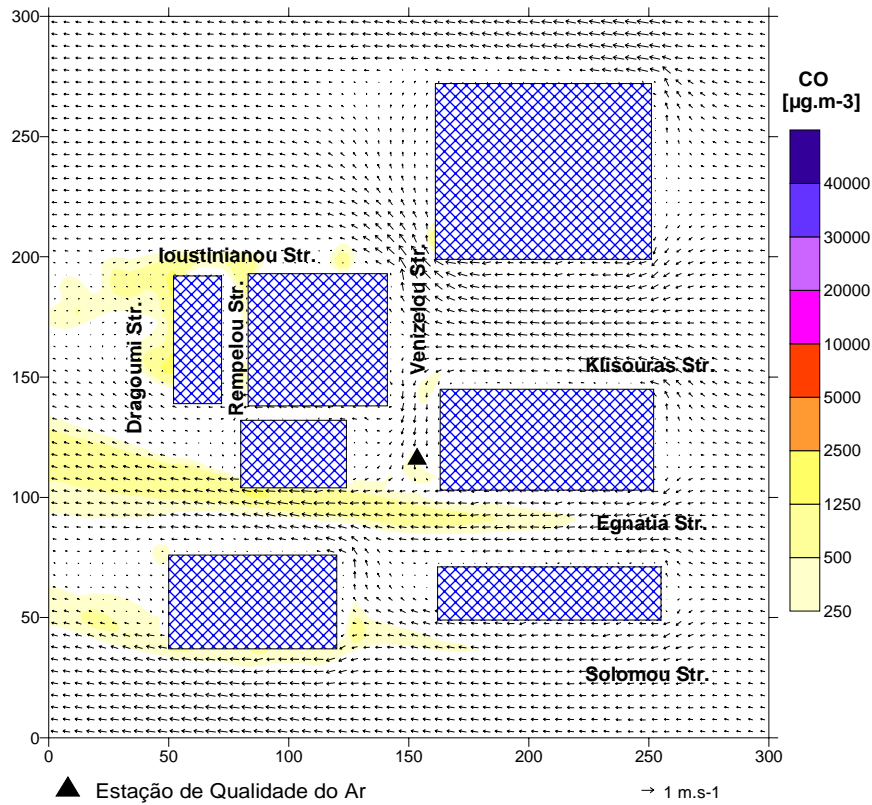 300
250
200
150
100
50
0
0 50 100 150 200 250 300
CO
[µg.m-3]
40000
30000
20000
10000
5000
2500
1250
500
250
Ioustinianou Str.
Dragoumi Str.
Rempelou Str.
Venizelou Str.
Klisouras Str.
Egnatia Str.
Solomou Str.
Estação de Qualidade do Ar
1 m.s-1